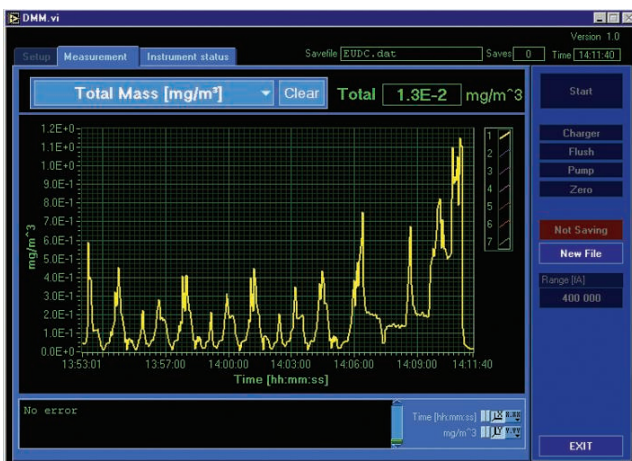 DMM.vi
Version 1.0
Setup Measurement Instrument status Savefile EUDC.dat Saves 0 Time 14:11:40
Total Mass [mg/m³] Clear Total 1.3E-2 mg/m^3
Start
Charger
Flush
Pump
Zero
Not Saving
New File
Range [fA]
400 000
1.2E+0
1.1E+0
1.0E+0
9.0E-1
8.0E-1
7.0E-1
6.0E-1
5.0E-1
4.0E-1
3.0E-1
2.0E-1
1.0E-1
0.0E+0
mg/m^3
1
2
3
4
5
6
7
13:53:01 13:57:00 14:00:00 14:03:00 14:06:00 14:09:00 14:11:40
Time [hh:mm:ss]
No error
Time [hh:mm:ss]
mg/m^3
EXIT